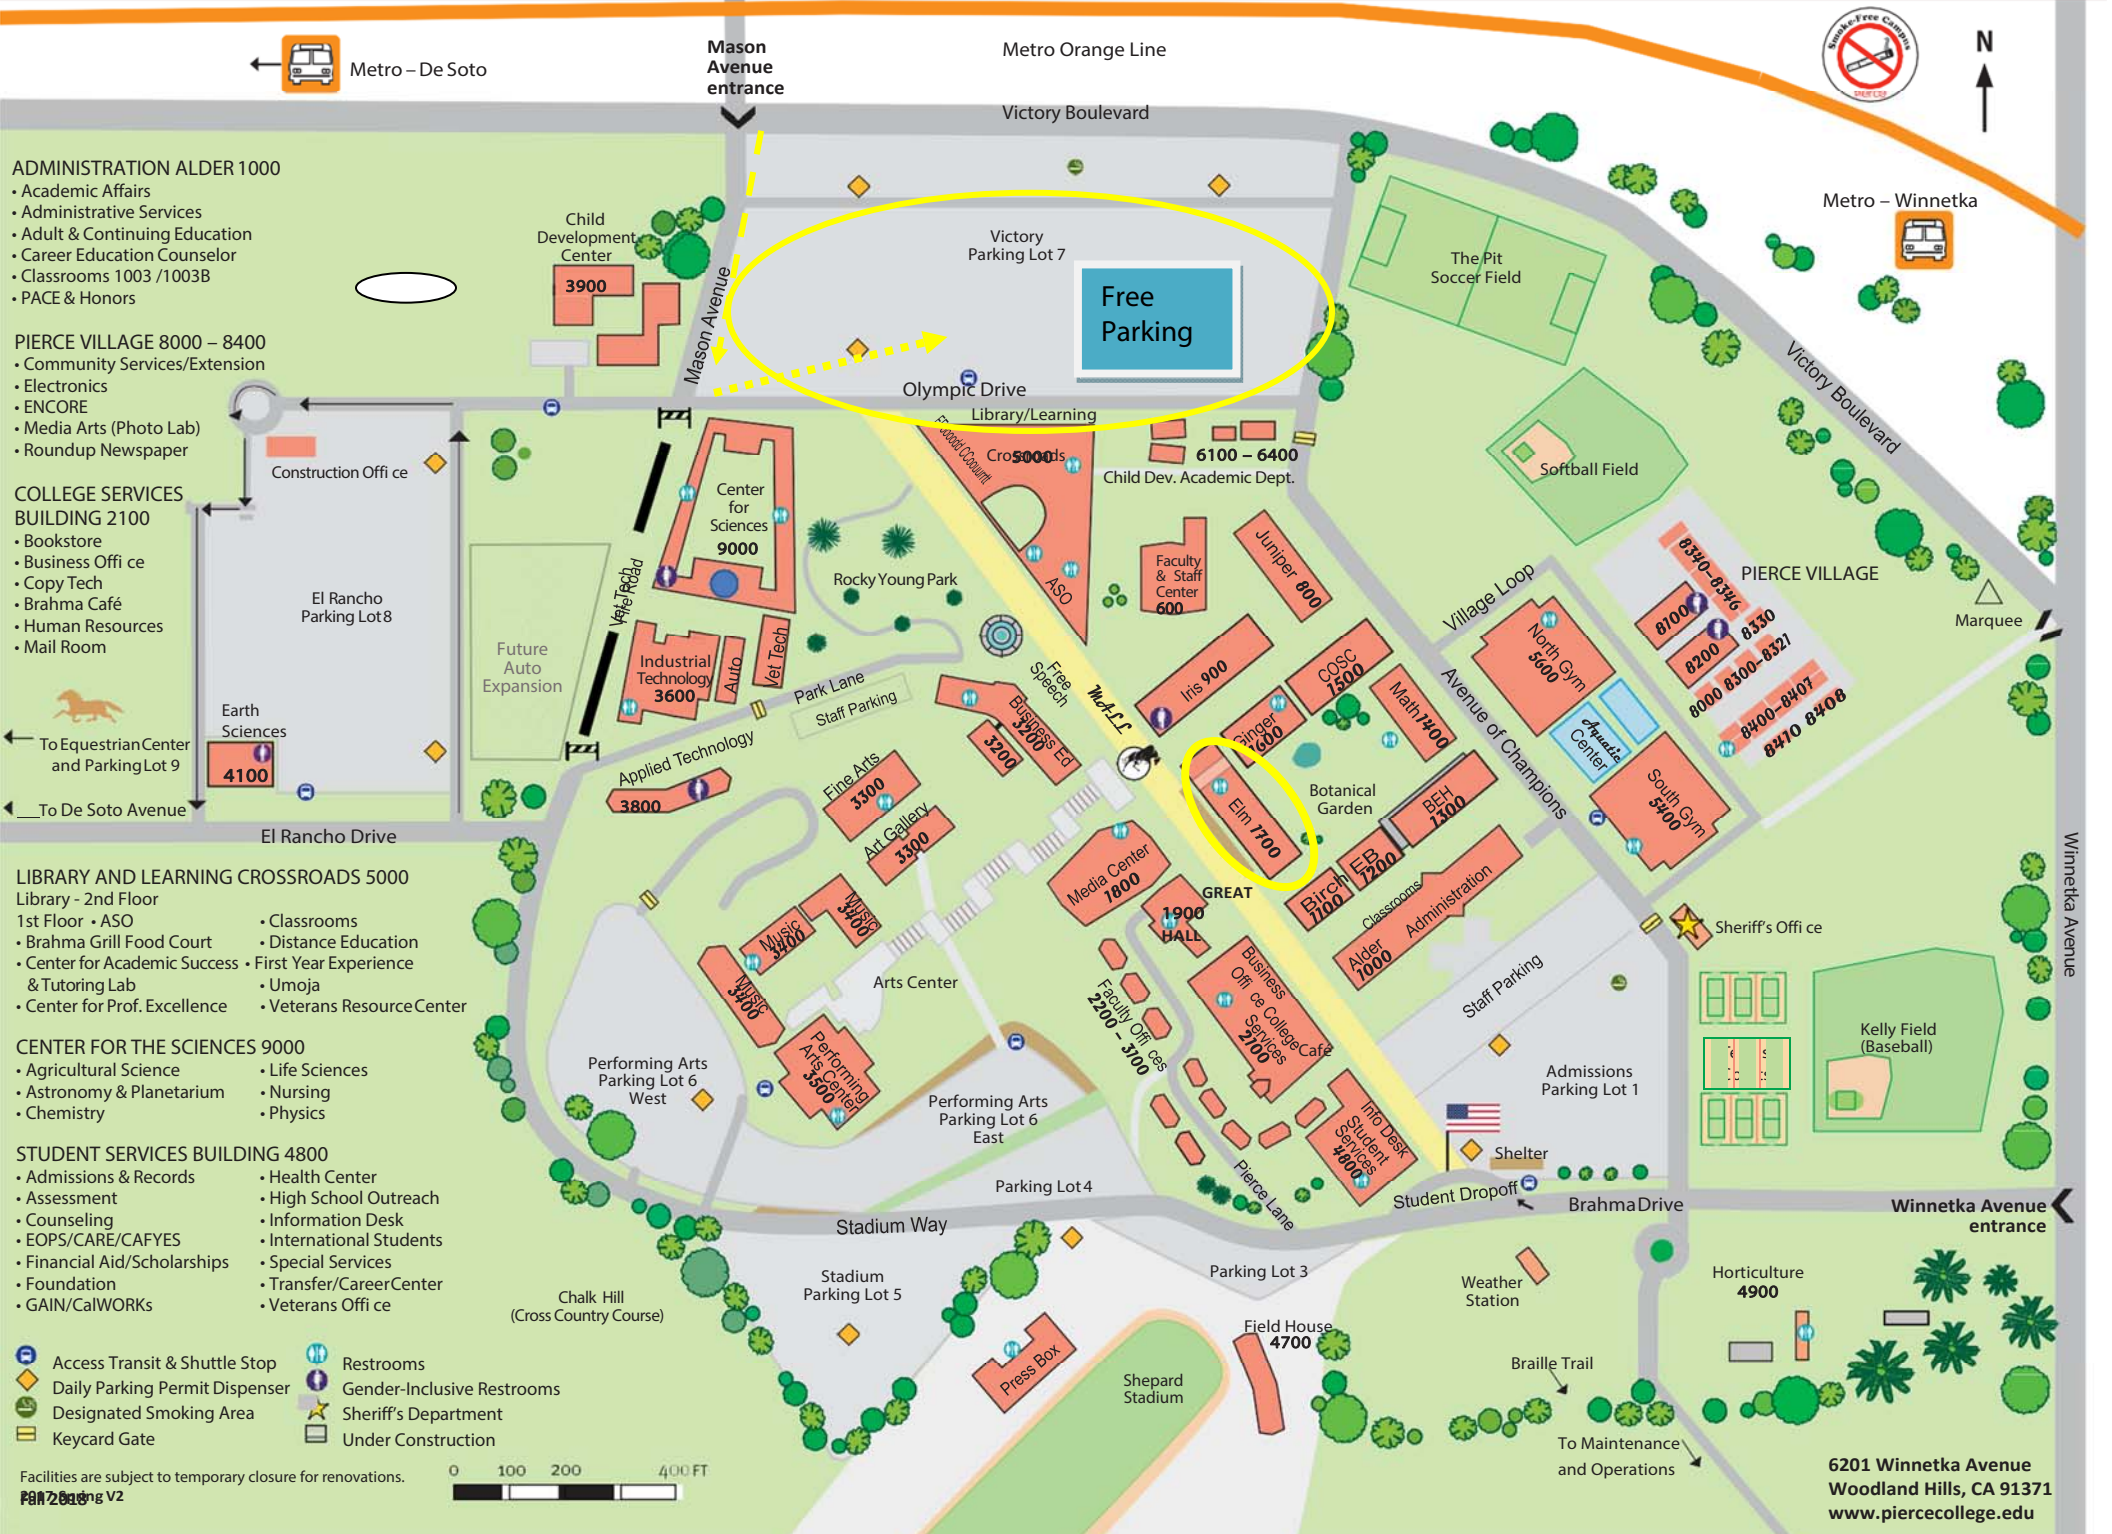 Mason
Avenue
entrance
Metro Orange Line
Metro – De Soto
Smoke-Free Campus
N
Victory Boulevard
ADMINISTRATION ALDER 1000
• Academic Affairs
• Administrative Services
• Adult & Continuing Education
• Career Education Counselor
• Classrooms 1003 /1003B
• PACE & Honors
PIERCE VILLAGE 8000 – 8400
• Community Services/Extension
• Electronics
• ENCORE
• Media Arts (Photo Lab)
• Roundup Newspaper
COLLEGE SERVICES
BUILDING 2100
• Bookstore
• Business Offi ce
• Copy Tech
• Brahma Café
• Human Resources
• Mail Room
Child
Development
Center
3900
Mason Avenue
Victory
Parking Lot 7
Free
Parking
Olympic Drive
The Pit
Soccer Field
Metro – Winnetka
Victory Boulevard
Library/Learning
Crossroads
5000
ASO
6100 – 6400
Child Dev. Academic Dept.
Softball Field
Construction Offi ce
El Rancho
Parking Lot 8
Center
for
Sciences
9000
Vet Tech
Fire Road
Future
Auto
Expansion
Industrial
Technology
3600
Auto
Vet Tech
Rocky Young Park
Park Lane
Staff Parking
Faculty
& Staff
Center
600
Juniper 800
Village Loop
PIERCE VILLAGE
8340–8346
8100
8330
8200
8000 8300–8321
8400–8407
8410 8408
Marquee
North Gym
5600
Aquatic
Center
South Gym
5400
Avenue of Champions
Iris 900
COSC
1500
Math 1400
Ginger
1600
Free
Speech
MALL
Business Ed
3200
3200
Earth
Sciences
4100
To Equestrian Center
and Parking Lot 9
To De Soto Avenue
El Rancho Drive
Applied Technology
3800
Fine Arts
3300
Art Gallery
3300
Elm 1700
Botanical
Garden
BEH
1300
EB
1200
Birch
1100
Classrooms
Administration
Alder
1000
Media Center
1800
GREAT
1900
HALL
Winnetka Avenue
Sheriff's Offi ce
LIBRARY AND LEARNING CROSSROADS 5000
Library - 2nd Floor
1st Floor • ASO
• Brahma Grill Food Court
• Center for Academic Success
& Tutoring Lab
• Center for Prof. Excellence
• Classrooms
• Distance Education
• First Year Experience
• Umoja
• Veterans Resource Center
Music
3400
Music
3400
Music
3400
Arts Center
Performing
Arts Center
3500
Faculty Offi ces
2200 – 3100
Business
Offi ce College
Services
2100
Café
Staff Parking
Admissions
Parking Lot 1
Kelly Field
(Baseball)
CENTER FOR THE SCIENCES 9000
• Agricultural Science
• Astronomy & Planetarium
• Chemistry
• Life Sciences
• Nursing
• Physics
Performing Arts
Parking Lot 6
West
Performing Arts
Parking Lot 6
East
Info Desk
Student
Services
4800
Shelter
STUDENT SERVICES BUILDING 4800
• Admissions & Records
• Assessment
• Counseling
• EOPS/CARE/CAFYES
• Financial Aid/Scholarships
• Foundation
• GAIN/CalWORKs
• Health Center
• High School Outreach
• Information Desk
• International Students
• Special Services
• Transfer/Career Center
• Veterans Offi ce
Parking Lot 4
Stadium Way
Pierce Lane
Student Dropoff
Brahma Drive
Winnetka Avenue
entrance
Parking Lot 3
Stadium
Parking Lot 5
Chalk Hill
(Cross Country Course)
Weather
Station
Horticulture
4900
Field House
4700
Press Box
Shepard
Stadium
Braille Trail
To Maintenance
and Operations
Access Transit & Shuttle Stop
Daily Parking Permit Dispenser
Designated Smoking Area
Keycard Gate
Restrooms
Gender-Inclusive Restrooms
Sheriff's Department
Under Construction
Facilities are subject to temporary closure for renovations.
0 100 200 400 FT
6201 Winnetka Avenue
Woodland Hills, CA 91371
www.piercecollege.edu